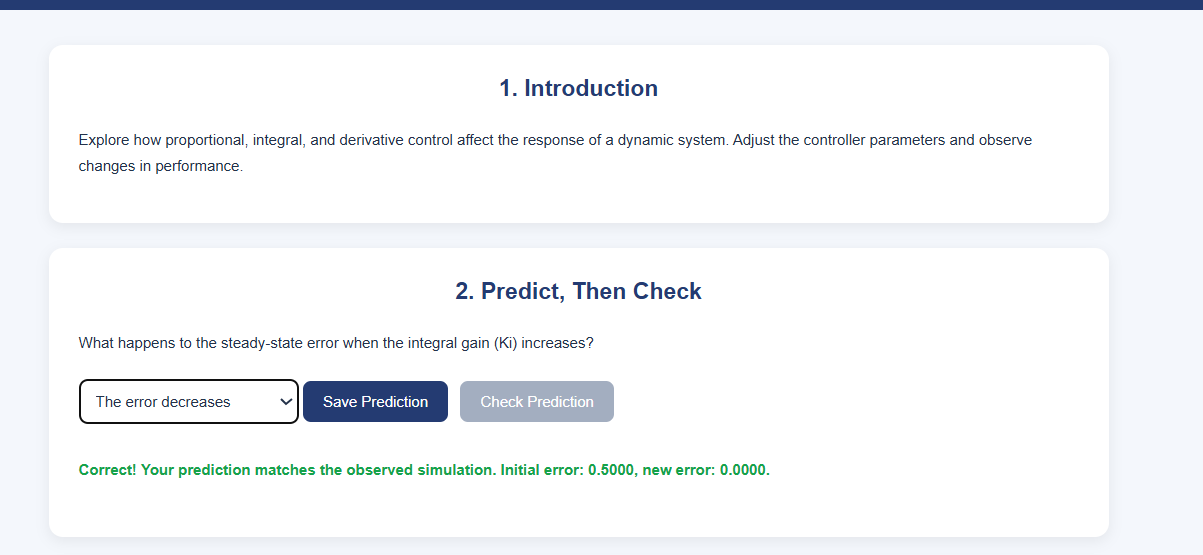 1. Introduction
Explore how proportional, integral, and derivative control affect the response of a dynamic system. Adjust the controller parameters and observe
changes in performance.
2. Predict, Then Check
What happens to the steady-state error when the integral gain (Ki) increases?
The error decreases
Save Prediction
Check Prediction
Correct! Your prediction matches the observed simulation. Initial error: 0.5000, new error: 0.0000.